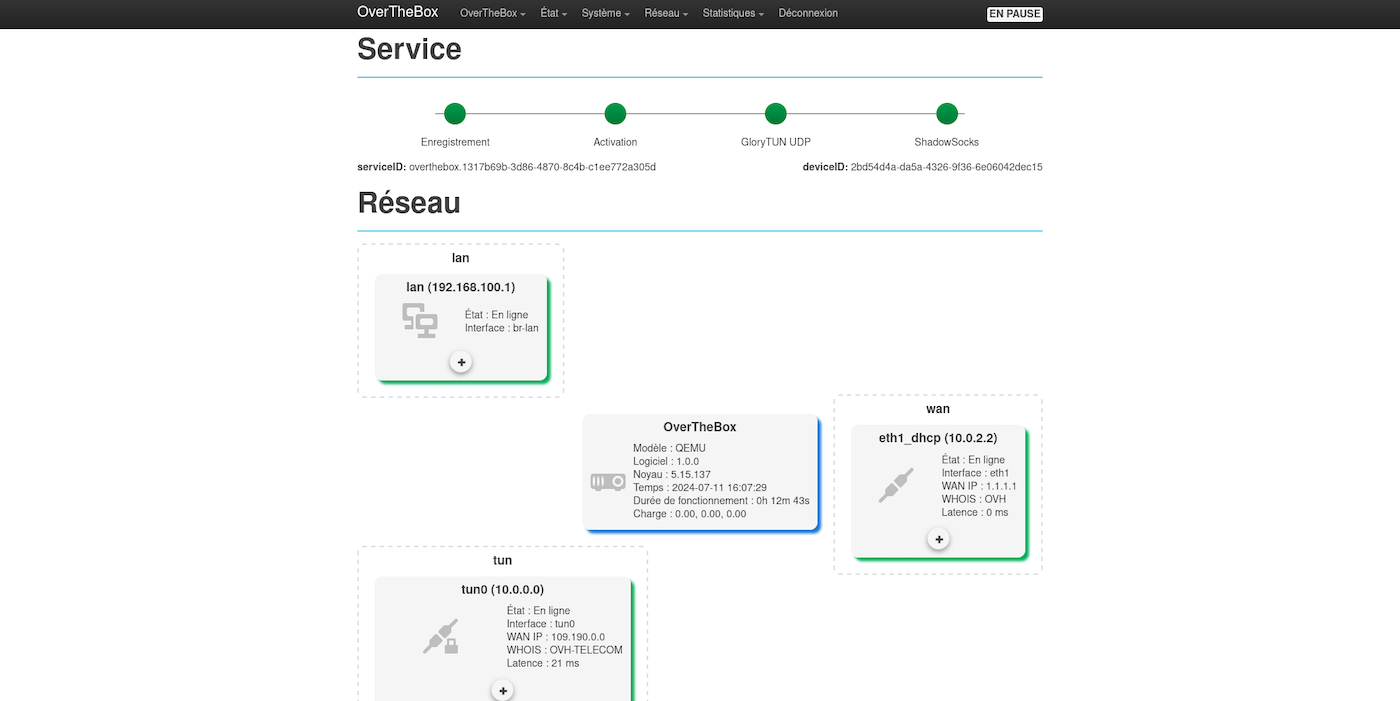 OverTheBox OverTheBox État Système Réseau Statistiques Déconnexion EN PAUSE
Service
Enregistrement Activation GloryTUN UDP ShadowSocks
serviceID: overthebox.1317b69b-3d86-4870-8c4b-c1ee772a305d deviceID: 2bd54d4a-da5a-4326-9f36-6e06042dec15
Réseau
lan
lan (192.168.100.1)
État : En ligne
Interface : br-lan
wan
eth1_dhcp (10.0.2.2)
État : En ligne
Interface : eth1
WAN IP : 1.1.1.1
WHOIS : OVH
Latence : 0 ms
OverTheBox
Modèle : QEMU
Logiciel : 1.0.0
Noyau : 5.15.137
Temps : 2024-07-11 16:07:29
Durée de fonctionnement : 0h 12m 43s
Charge : 0.00, 0.00, 0.00
tun
tun0 (10.0.0.0)
État : En ligne
Interface : tun0
WAN IP : 109.190.0.0
WHOIS : OVH-TELECOM
Latence : 21 ms